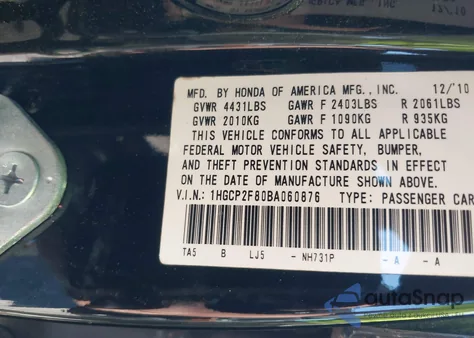 MFD. BY HONDA OF AMERICA MFG., INC. 12/10
GVWR 4431LBS GAWR F 2403LBS R 2061LBS
GVWR 2010KG GAWR F 1090KG R 935KG
THIS VEHICLE CONFORMS TO ALL APPLICABLE
FEDERAL MOTOR VEHICLE SAFETY, BUMPER,
AND THEFT PREVENTION STANDARDS IN EFFECT
ON THE DATE OF MANUFACTURE SHOWN ABOVE.
V.I.N.: 1HGCP2F80BA060876 TYPE: PASSENGER CAR
TA5 B LJ5 - NH731P -A -A
autoSnap